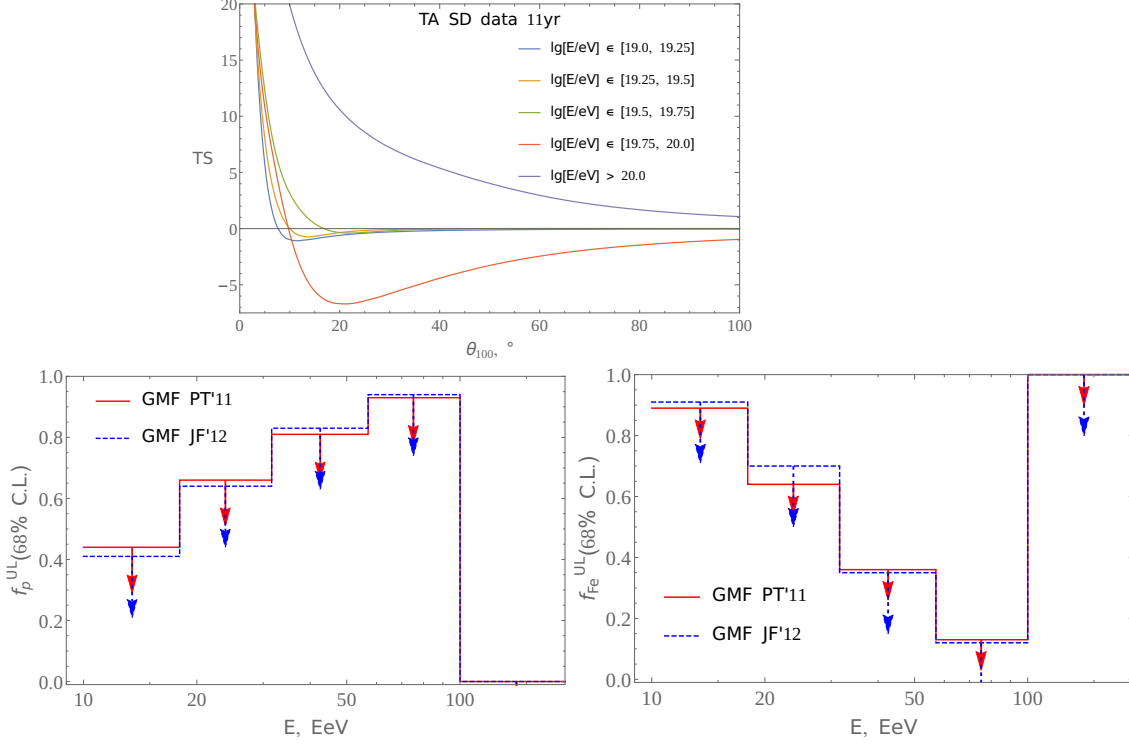 TA SD data 11yr
20
15
10
5
0
−5
TS
lg[E/eV] ∈ [19.0, 19.25]
lg[E/eV] ∈ [19.25, 19.5]
lg[E/eV] ∈ [19.5, 19.75]
lg[E/eV] ∈ [19.75, 20.0]
lg[E/eV] > 20.0
0 20 40 60 80 100
θ100, °
1.0
0.8
0.6
0.4
0.2
0.0
fp^UL(68% C.L.)
GMF PT'11
GMF JF'12
10 20 50 100
E, EeV
1.0
0.8
0.6
0.4
0.2
0.0
fFe^UL(68% C.L.)
GMF PT'11
GMF JF'12
10 20 50 100
E, EeV